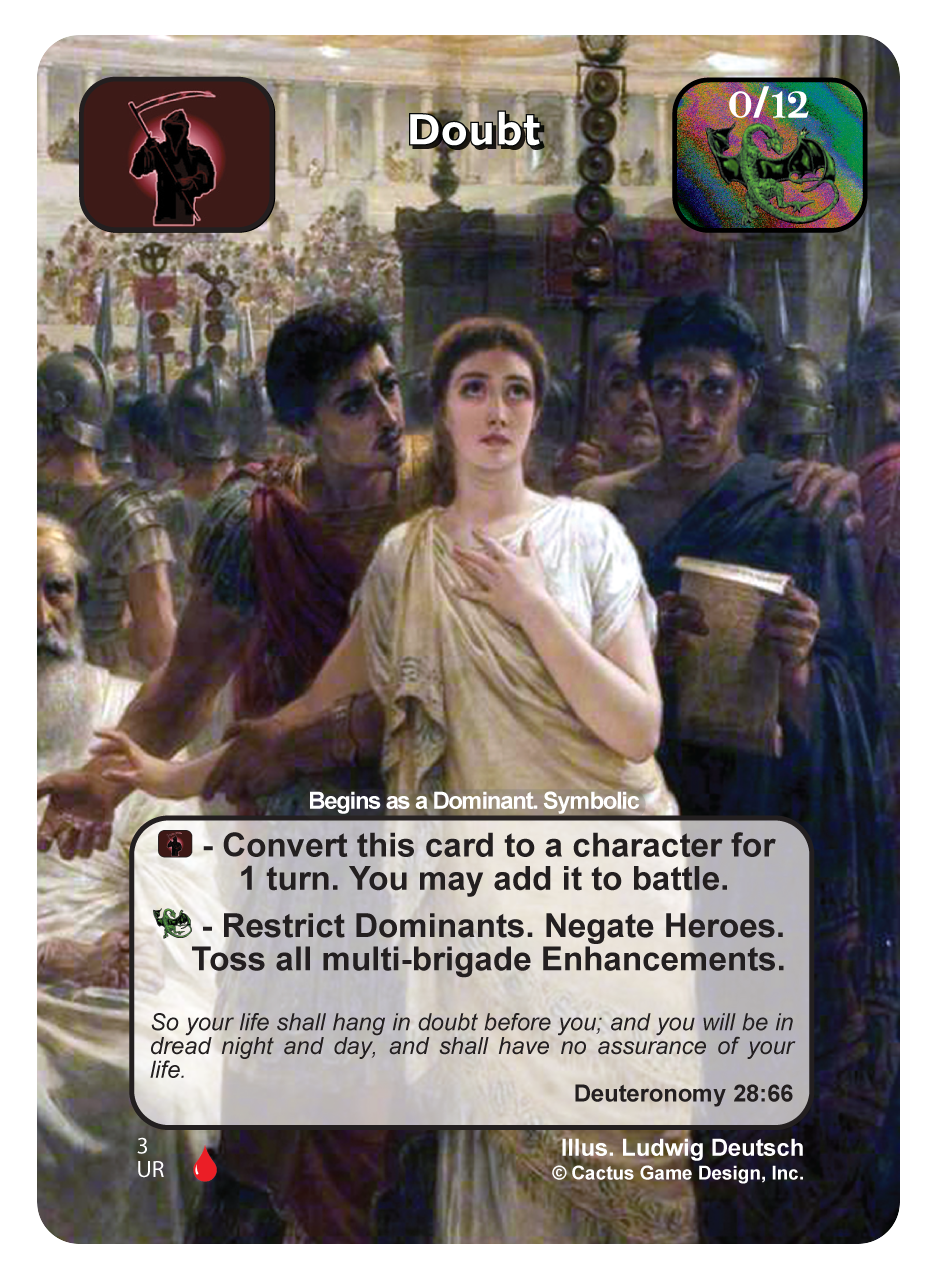 Doubt
0/12
Begins as a Dominant. Symbolic
- Convert this card to a character for
1 turn. You may add it to battle.
- Restrict Dominants. Negate Heroes.
Toss all multi-brigade Enhancements.
So your life shall hang in doubt before you; and you will be in
dread night and day, and shall have no assurance of your
life.
Deuteronomy 28:66
3
UR
Illus. Ludwig Deutsch
© Cactus Game Design, Inc.